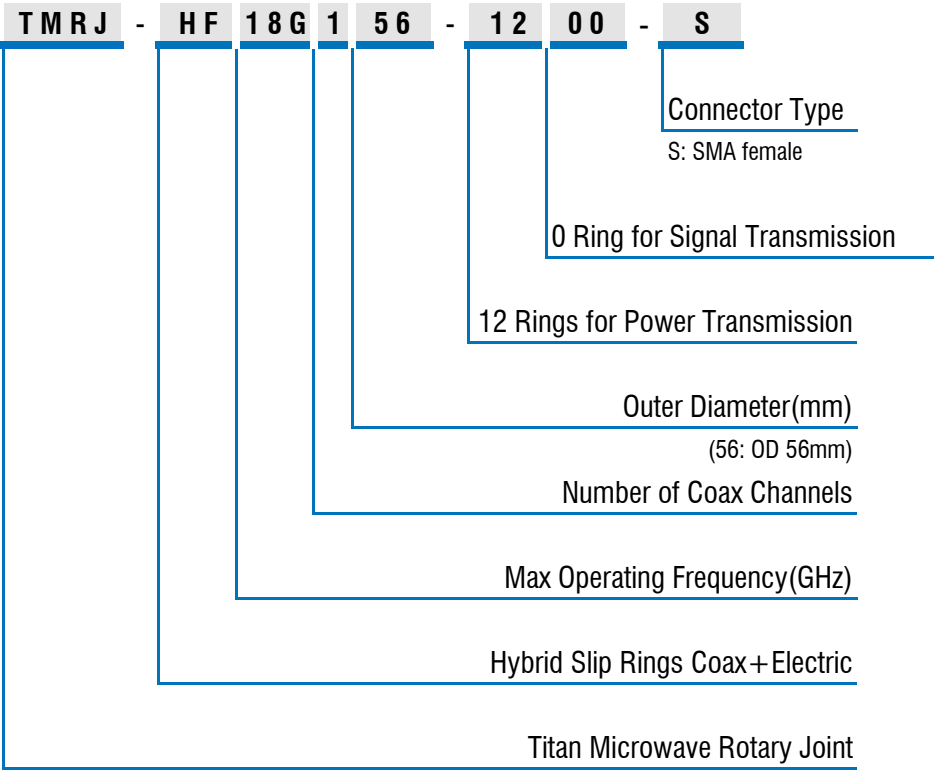 TMRJ - HF 18G 1 56 - 12 00 - S
Connector Type
S: SMA female
0 Ring for Signal Transmission
12 Rings for Power Transmission
Outer Diameter(mm)
(56: OD 56mm)
Number of Coax Channels
Max Operating Frequency(GHz)
Hybrid Slip Rings Coax+Electric
Titan Microwave Rotary Joint